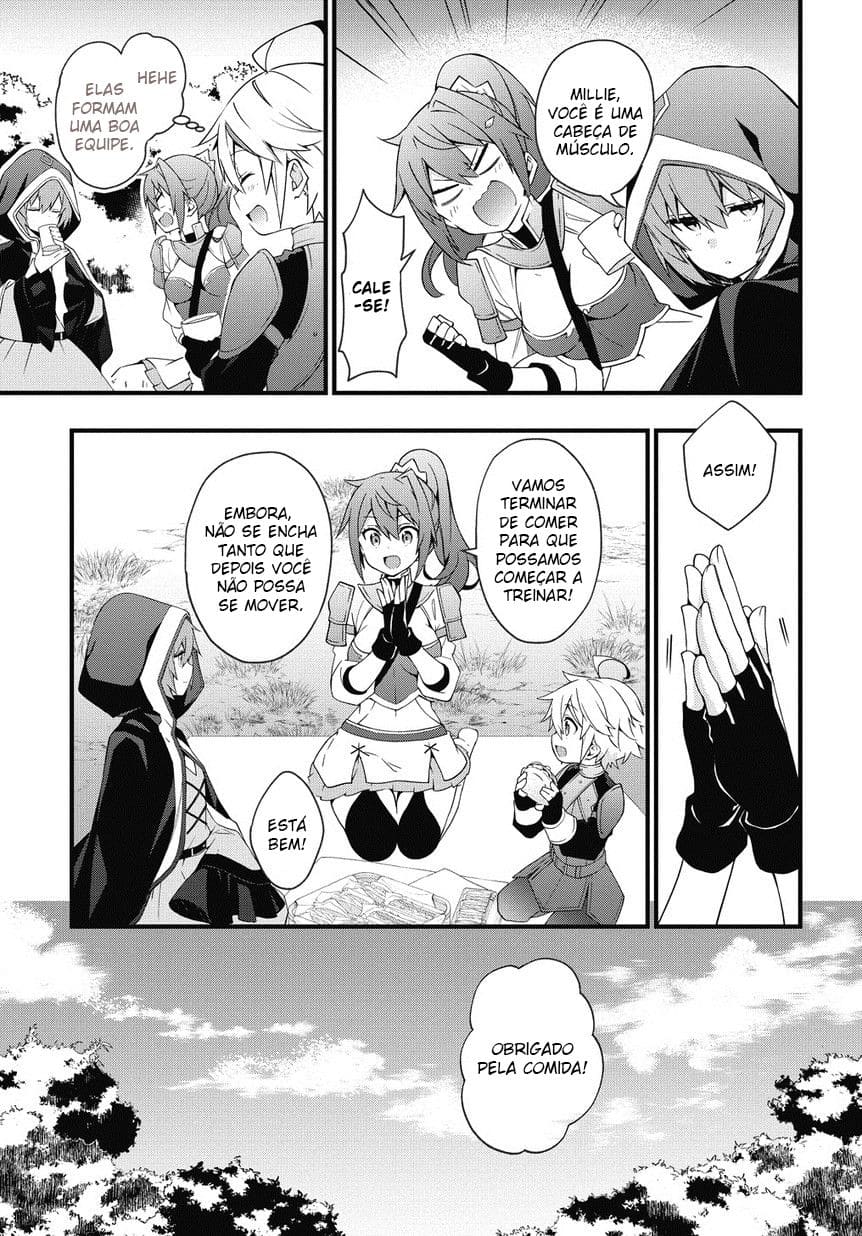 MILLIE,
VOCÊ É UMA
CABEÇA DE
MÚSCULO.
CALE
-SE!
HEHE
ELAS
FORMAM
UMA BOA
EQUIPE.
ASSIM!
VAMOS
TERMINAR
DE COMER
PARA QUE
POSSAMOS
COMEÇAR A
TREINAR!
EMBORA,
NÃO SE ENCHA
TANTO QUE
DEPOIS VOCÊ
NÃO POSSA
SE MOVER.
ESTÁ
BEM!
OBRIGADO
PELA COMIDA!